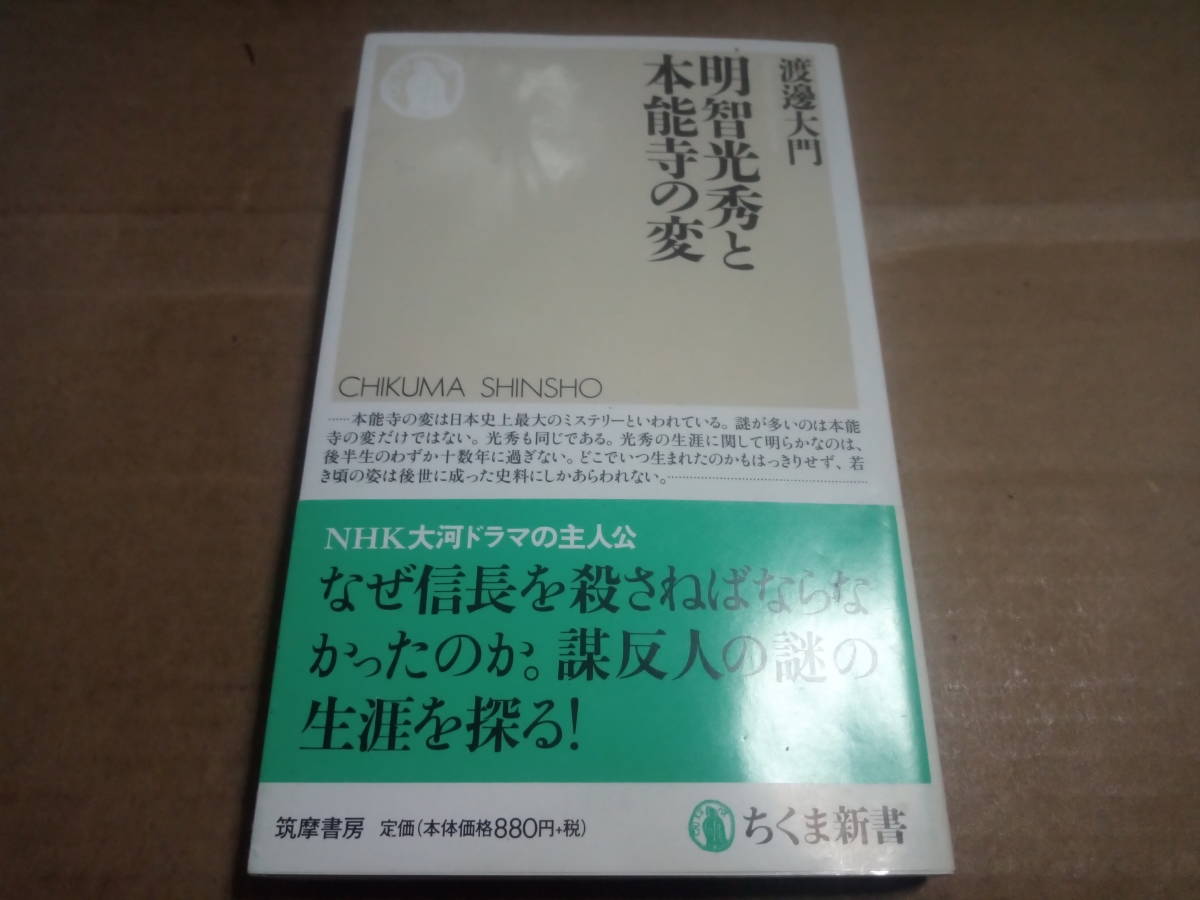 渡邊大門
明智光秀と
本能寺の変
CHIKUMA SHINSHO
……本能寺の変は日本史上最大のミステリーといわれている。謎が多いのは本能
寺の変だけではない。光秀も同じである。光秀の生涯に関して明らかなのは、
後半生のわずか十数年に過ぎない。どこでいつ生まれたのかもはっきりせず、若
き頃の姿は後世に成った史料にしかあらわれない。……………………
NHK大河ドラマの主人公
なぜ信長を殺さねばならな
かったのか。謀反人の謎の
生涯を探る!
筑摩書房 定価(本体価格880円+税)
ちくま新書